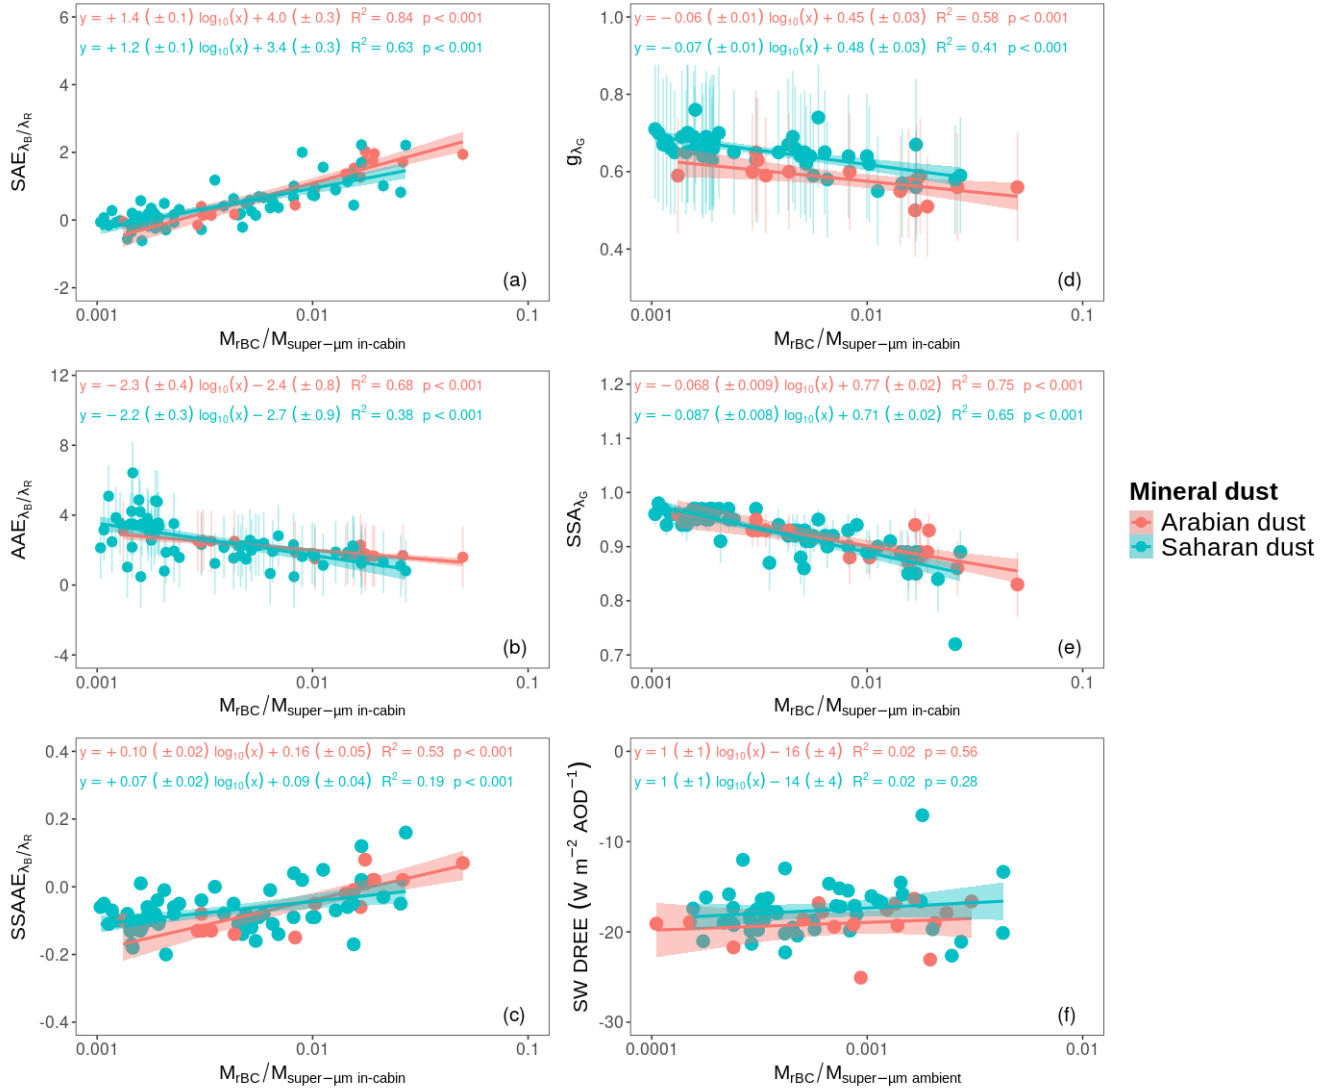 y = + 1.4 ( ± 0.1) log10(x) + 4.0 ( ± 0.3) R2 = 0.84 p < 0.001
y = + 1.2 ( ± 0.1) log10(x) + 3.4 ( ± 0.3) R2 = 0.63 p < 0.001
6
4
2
0
-2
SAEλB/λR
(a)
0.001
0.01
0.1
MrBC/Msuper−µm in-cabin
y = − 0.06 ( ± 0.01) log10(x) + 0.45 ( ± 0.03) R2 = 0.58 p < 0.001
y = − 0.07 ( ± 0.01) log10(x) + 0.48 ( ± 0.03) R2 = 0.41 p < 0.001
1.0
0.8
0.6
0.4
gλG
(d)
0.001
0.01
0.1
MrBC/Msuper−µm in-cabin
y = − 2.3 ( ± 0.4) log10(x) − 2.4 ( ± 0.8) R2 = 0.68 p < 0.001
y = − 2.2 ( ± 0.3) log10(x) − 2.7 ( ± 0.9) R2 = 0.38 p < 0.001
12
8
4
0
-4
AAEλB/λR
(b)
0.001
0.01
0.1
MrBC/Msuper−µm in-cabin
y = − 0.068 ( ± 0.009) log10(x) + 0.77 ( ± 0.02) R2 = 0.75 p < 0.001
y = − 0.087 ( ± 0.008) log10(x) + 0.71 ( ± 0.02) R2 = 0.65 p < 0.001
1.2
1.1
1.0
0.9
0.8
0.7
SSAλG
(e)
0.001
0.01
0.1
MrBC/Msuper−µm in-cabin
Mineral dust
Arabian dust
Saharan dust
y = + 0.10 ( ± 0.02) log10(x) + 0.16 ( ± 0.05) R2 = 0.53 p < 0.001
y = + 0.07 ( ± 0.02) log10(x) + 0.09 ( ± 0.04) R2 = 0.19 p < 0.001
0.4
0.2
0.0
-0.2
-0.4
SSAAEλB/λR
(c)
0.001
0.01
0.1
MrBC/Msuper−µm in-cabin
y = 1 ( ± 1) log10(x) − 16 ( ± 4) R2 = 0.02 p = 0.56
y = 1 ( ± 1) log10(x) − 14 ( ± 4) R2 = 0.02 p = 0.28
0
-10
-20
-30
SW DREE (W m−2 AOD−1)
(f)
0.0001
0.001
0.01
MrBC/Msuper−µm ambient